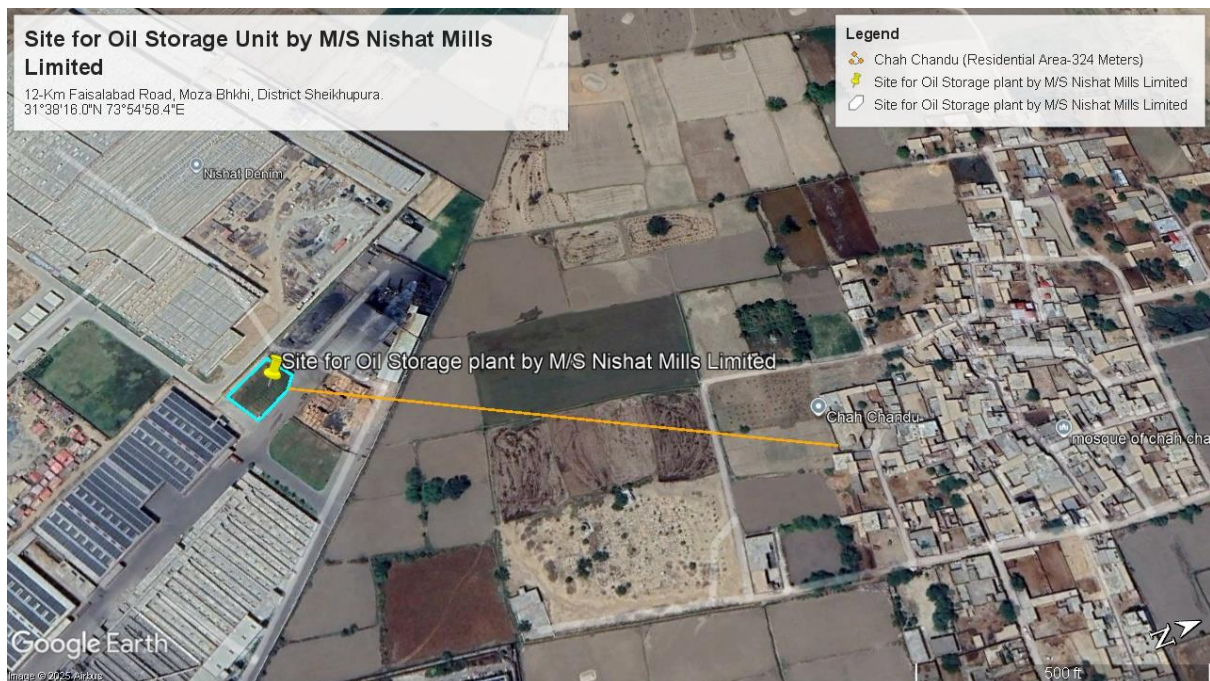 Site for Oil Storage Unit by M/S Nishat Mills
Limited
12-Km Faisalabad Road, Moza Bhkhi, District Sheikhupura.
31°38'16.0"N 73°54'58.4"E
Legend
Chah Chandu (Residential Area-324 Meters)
Site for Oil Storage plant by M/S Nishat Mills Limited
Site for Oil Storage plant by M/S Nishat Mills Limited
Nishat Denim
Site for Oil Storage plant by M/S Nishat Mills Limited
Chah Chandu
mosque of chah cha
Google Earth
Image © 2025 Airbus
N
500 ft